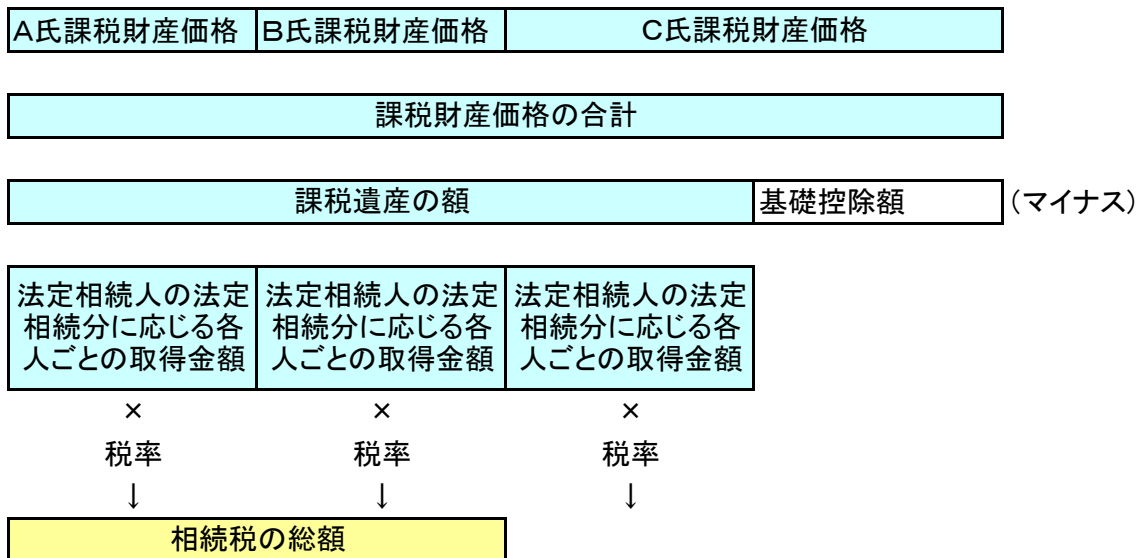 A氏課税財産価格 B氏課税財産価格 C氏課税財産価格
課税財産価格の合計
課税遺産の額 基礎控除額 (マイナス)
法定相続人の法定 法定相続人の法定 法定相続人の法定
相続分に応じる各 相続分に応じる各 相続分に応じる各
人ごとの取得金額 人ごとの取得金額 人ごとの取得金額
× × ×
税率 税率 税率
↓ ↓ ↓
相続税の総額